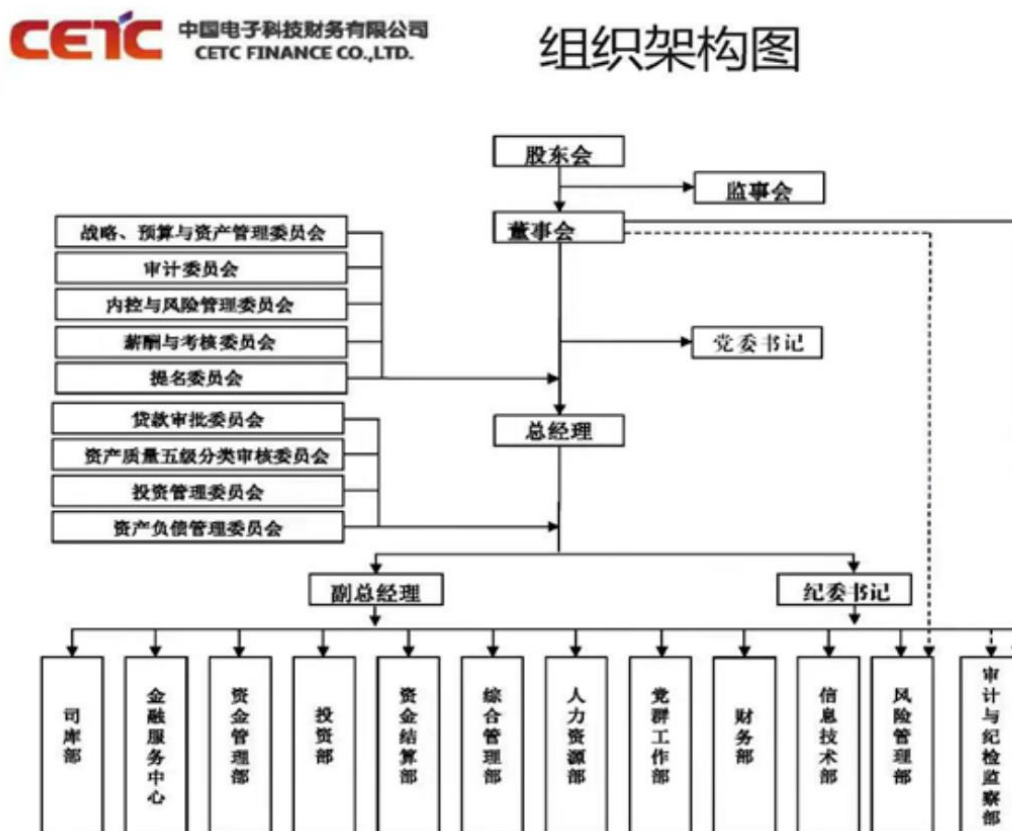 CETC 中国电子科技财务有限公司
CETC FINANCE CO.,LTD.
组织架构图
股东会
监事会
董事会
战略、预算与资产管理委员会
审计委员会
内控与风险管理委员会
薪酬与考核委员会
提名委员会
党委书记
贷款审批委员会
资产质量五级分类审核委员会
投资管理委员会
资产负债管理委员会
总经理
副总经理
纪委书记
司库部
金融服务中心
资金管理部
投资部
资金结算部
综合管理部
人力资源部
党群工作部
财务部
信息技术部
风险管理部
审计与纪检监察部